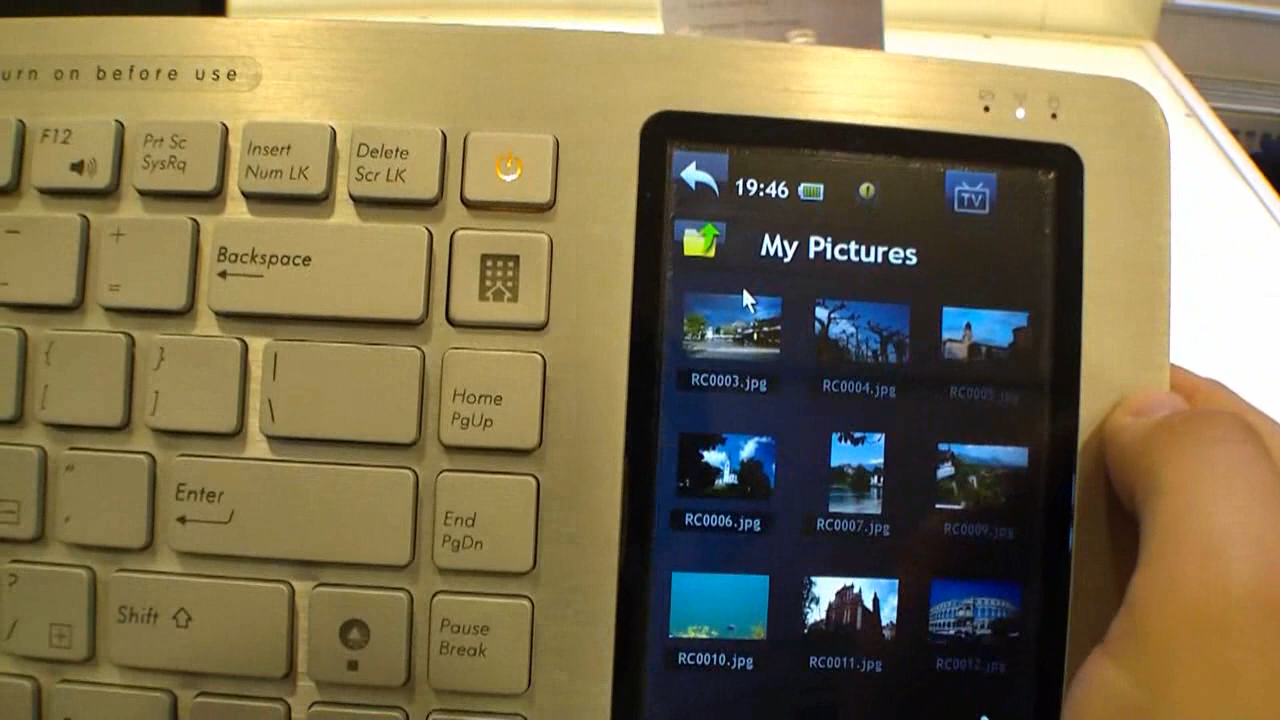 urn on before use
F12
Prt Sc
SysRq
Insert
Num LK
Delete
Scr LK
19:46
TV
- -
+ =
Backspace
My Pictures
{ [
} ]
| \
Home
PgUp
RC0003.jpg
RC0004.jpg
RC0005.jpg
" '
Enter
End
PgDn
RC0006.jpg
RC0007.jpg
RC0009.jpg
? /
Shift
Pause
Break
RC0010.jpg
RC0011.jpg
RC0012.jpg